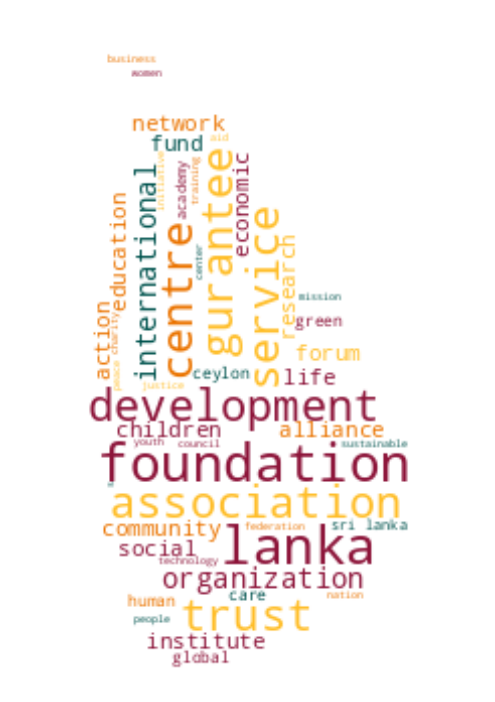 business
women
network
fund
aid
initiative
training
academy
international
education
centre
center
gurantee
economic
service
research
mission
green
forum
action
charity
peace
justice
ceylon
life
development
children
alliance
youth
council
sustainable
foundation
association
community
federation
sri lanka
social
lanka
technology
organization
care
nation
human
people
trust
institute
global